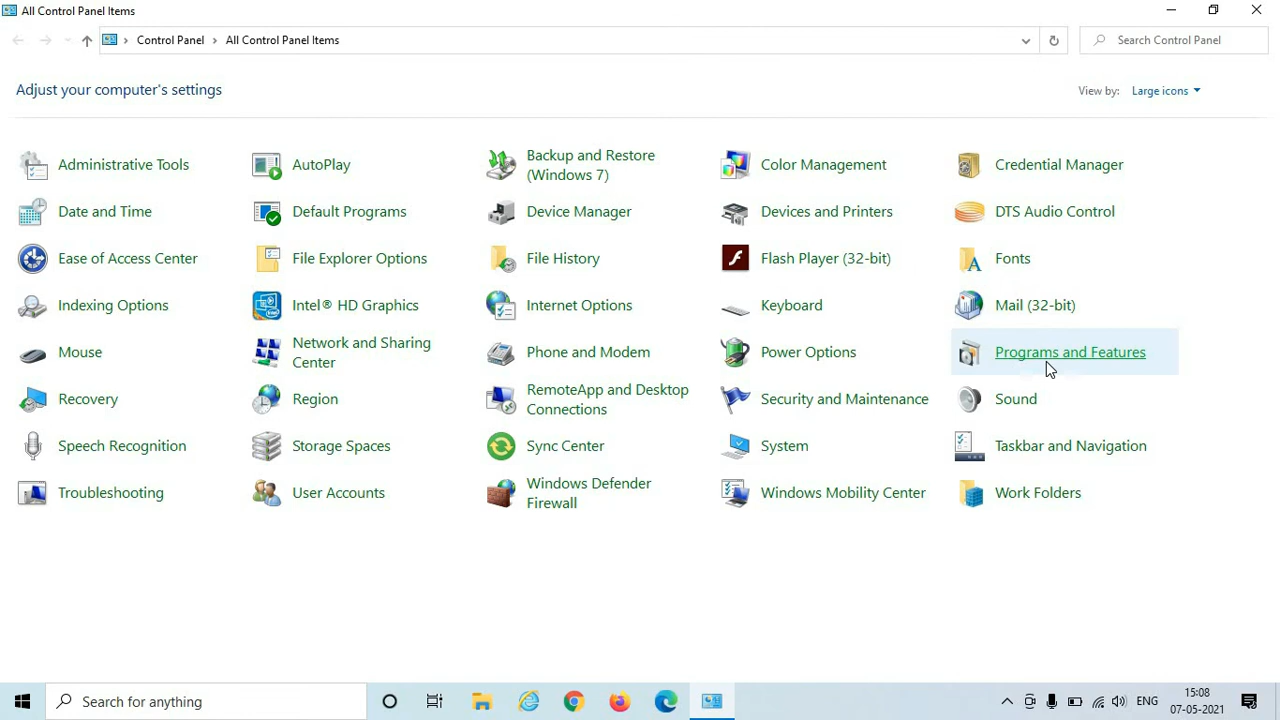 All Control Panel Items
Control Panel
All Control Panel Items
Search Control Panel
Adjust your computer's settings
View by:
Large icons
Administrative Tools
AutoPlay
Backup and Restore
(Windows 7)
Color Management
Credential Manager
Date and Time
Default Programs
Device Manager
Devices and Printers
DTS Audio Control
Ease of Access Center
File Explorer Options
File History
Flash Player (32-bit)
Fonts
Indexing Options
Intel® HD Graphics
Internet Options
Keyboard
Mail (32-bit)
Mouse
Network and Sharing
Center
Phone and Modem
Power Options
Programs and Features
Recovery
Region
RemoteApp and Desktop
Connections
Security and Maintenance
Sound
Speech Recognition
Storage Spaces
Sync Center
System
Taskbar and Navigation
Troubleshooting
User Accounts
Windows Defender
Firewall
Windows Mobility Center
Work Folders
Search for anything
ENG
15:08
07-05-2021